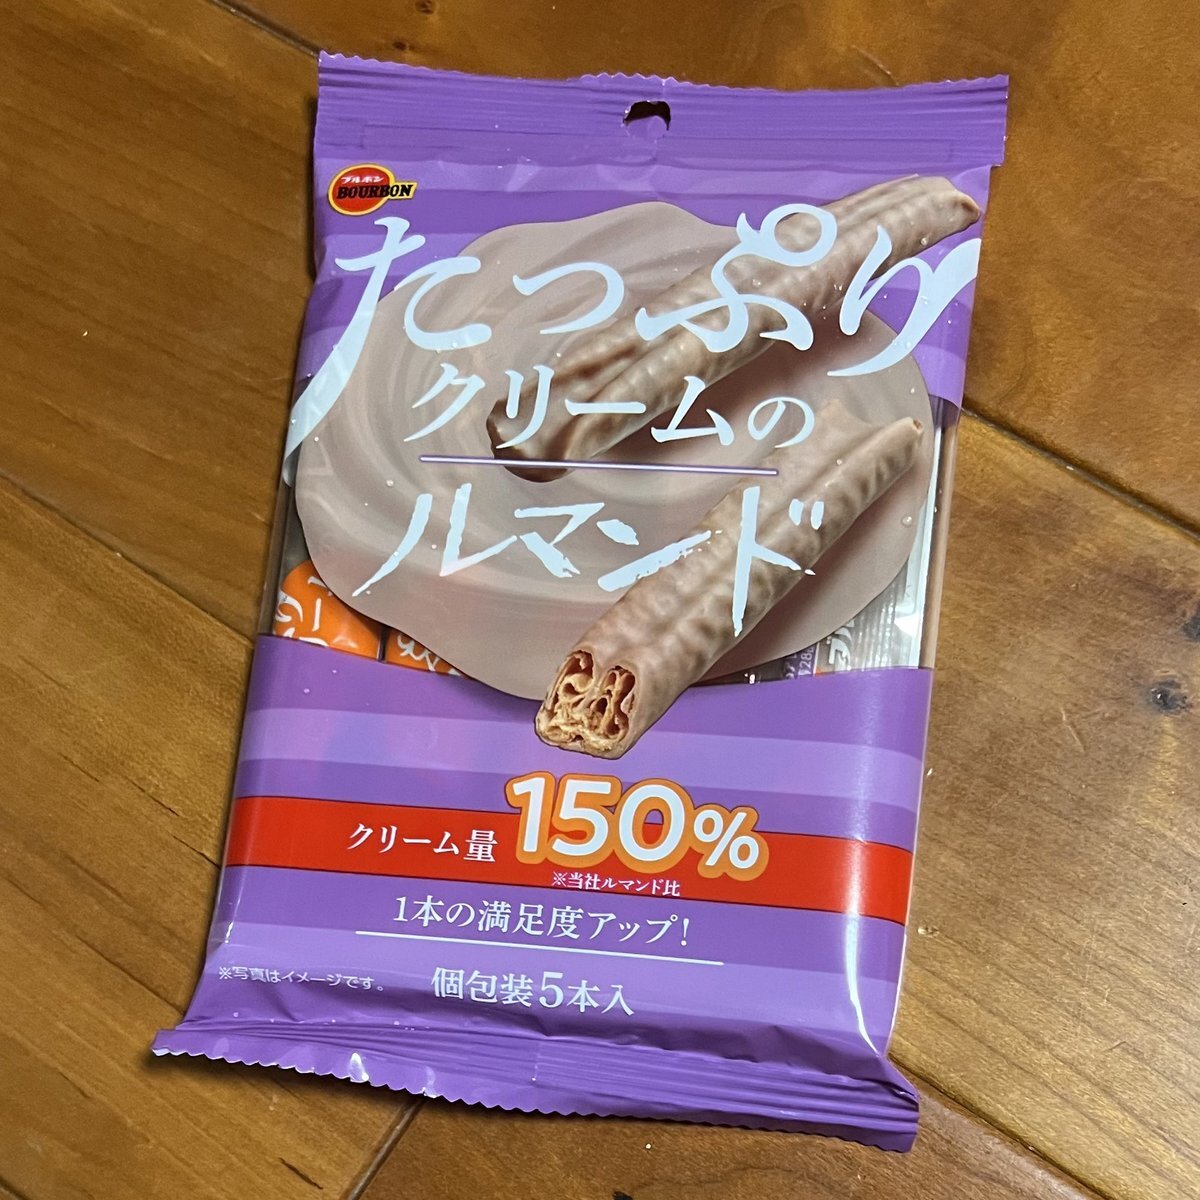 ブルボン
BOURBON
たっぷり
クリームの
ルマンド
クリーム量 150%
※当社ルマンド比
1本の満足度アップ!
※写真はイメージです。
個包装5本入